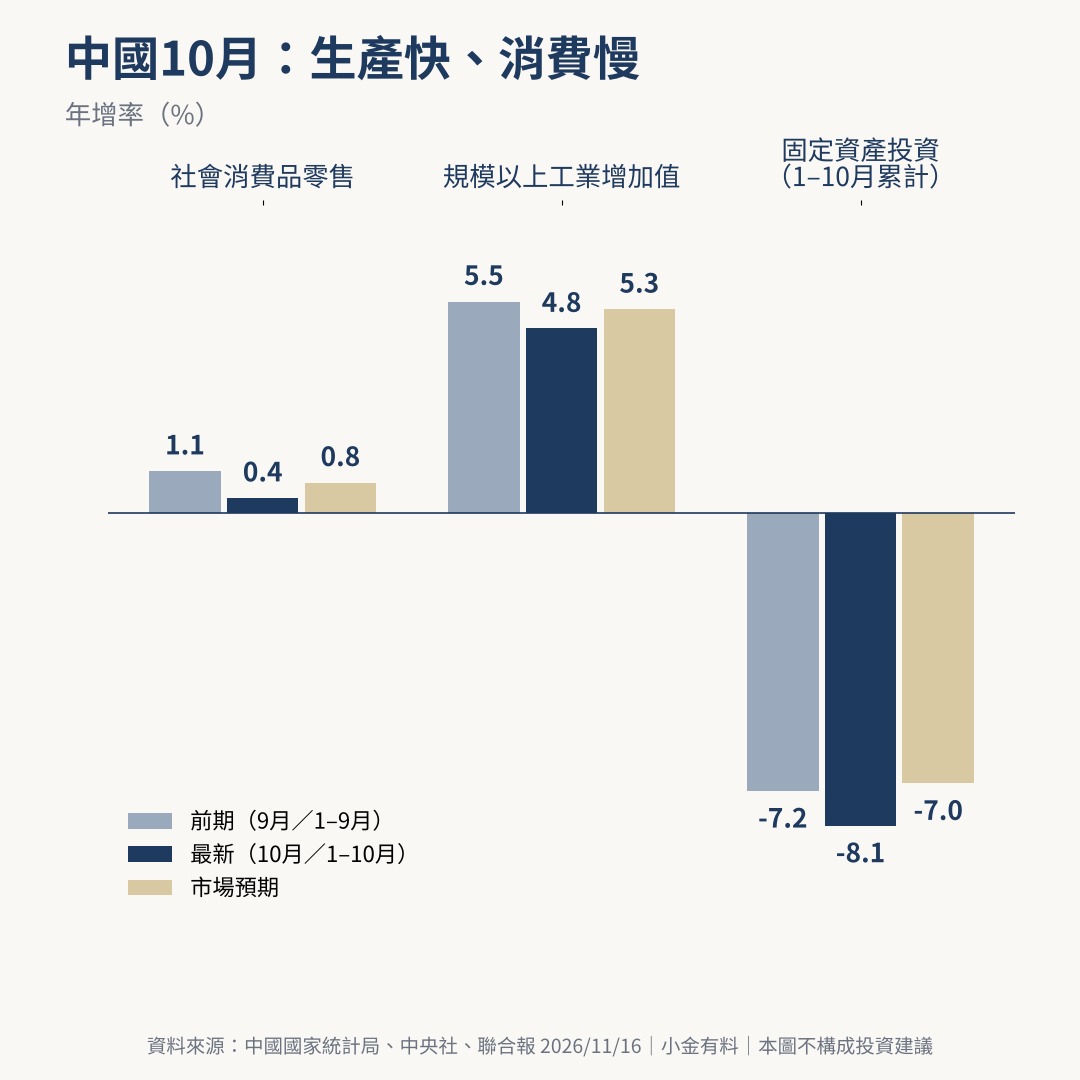 中國10月：生產快、消費慢
年增率（%）
社會消費品零售
規模以上工業增加值
固定資產投資
（1–10月累計）
1.1
0.4
0.8
5.5
4.8
5.3
-7.2
-8.1
-7.0
前期（9月／1–9月）
最新（10月／1–10月）
市場預期
資料來源：中國國家統計局、中央社、聯合報 2026/11/16｜小金有料｜本圖不構成投資建議